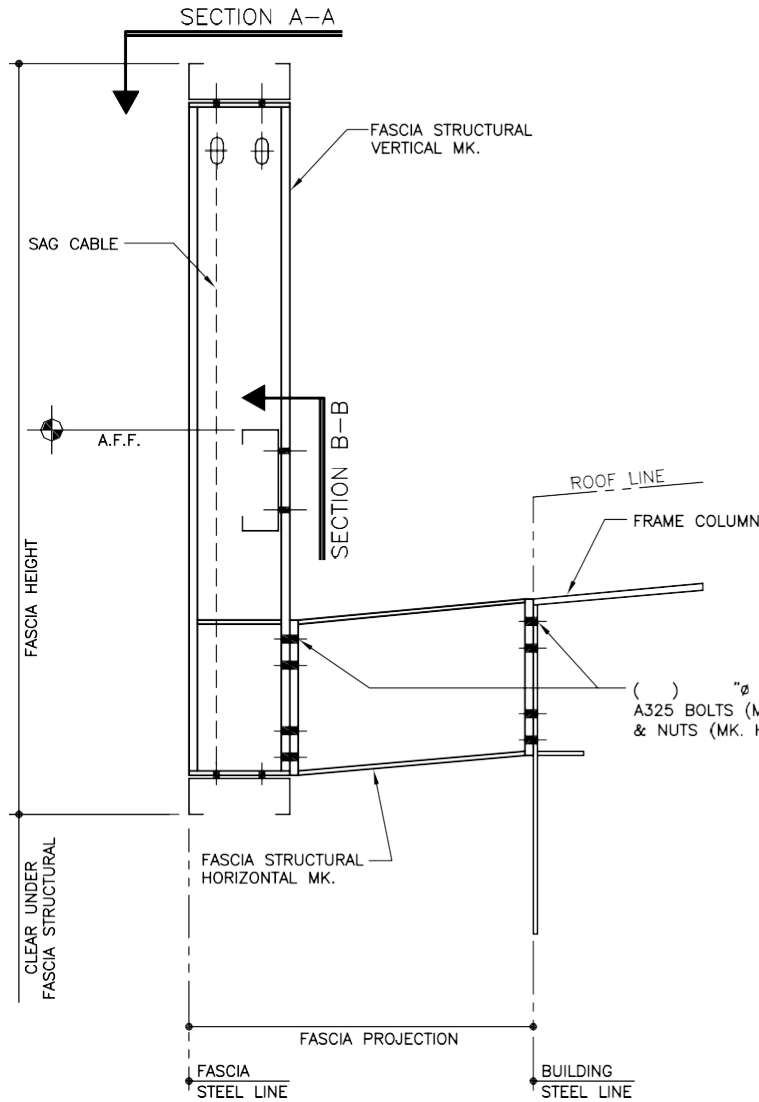 SECTION A-A
FASCIA STRUCTURAL
VERTICAL MK.
SAG CABLE
A.F.F.
SECTION B-B
ROOF LINE
FRAME COLUMN
FASCIA HEIGHT
( ) "ø
A325 BOLTS (M
& NUTS (MK. H
FASCIA STRUCTURAL
HORIZONTAL MK.
CLEAR UNDER
FASCIA STRUCTURAL
FASCIA PROJECTION
FASCIA
STEEL LINE
BUILDING
STEEL LINE